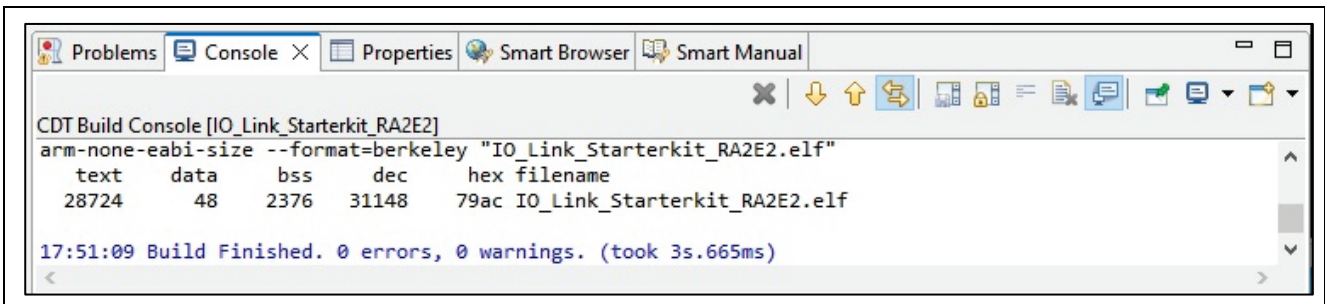 Problems Console Properties Smart Browser Smart Manual
CDT Build Console [IO_Link_Starterkit_RA2E2]
arm-none-eabi-size --format=berkeley "IO_Link_Starterkit_RA2E2.elf"
text data bss dec hex filename
28724 48 2376 31148 79ac IO_Link_Starterkit_RA2E2.elf
17:51:09 Build Finished. 0 errors, 0 warnings. (took 3s.665ms)